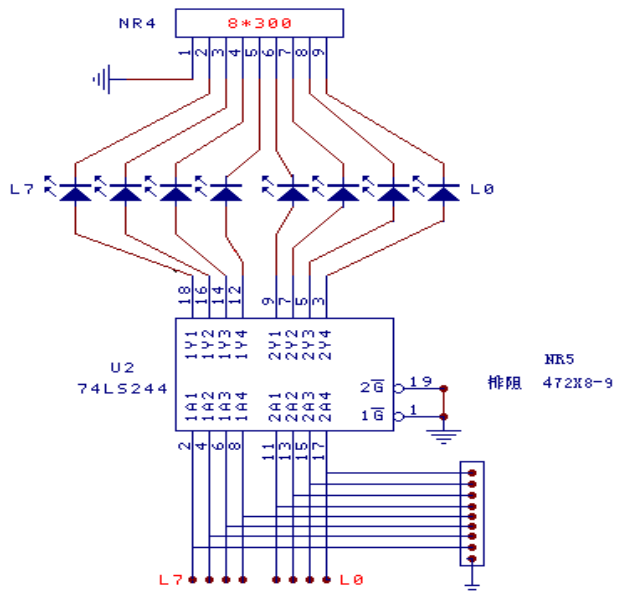 NR4 8*300
1 2 3 4 5 6 7 8 9
L7 L0
18 16 14 12 9 7 5 3
1Y1 1Y2 1Y3 1Y4 2Y1 2Y2 2Y3 2Y4
U2
74LS244
2G̅ 19
1G̅ 1
NR5
排阻 472X8-9
1A1 1A2 1A3 1A4 2A1 2A2 2A3 2A4
2 4 6 8 11 13 15 17
L7 L0